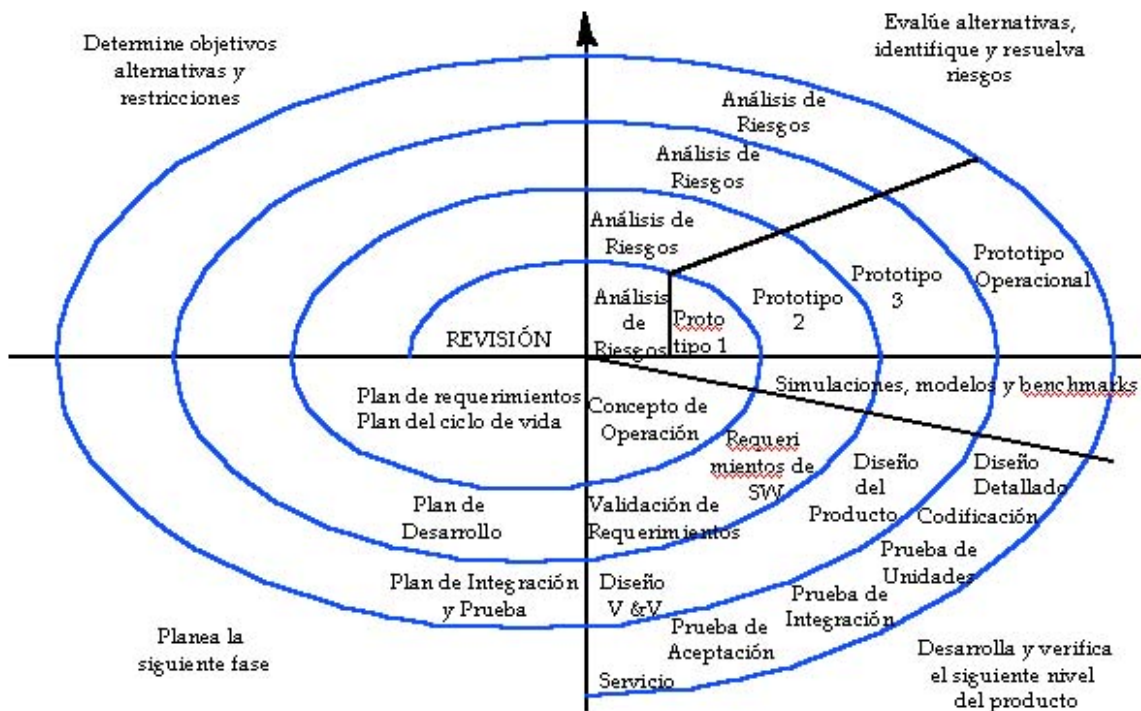 Determine objetivos
alternativas y
restricciones
Evalúe alternativas,
identifique y resuelva
riesgos
Análisis de
Riesgos
Análisis de
Riesgos
Análisis de
Riesgos
Análisis
de
Riesgos
Proto
tipo 1
Prototipo
2
Prototipo
3
Prototipo
Operacional
REVISIÓN
Simulaciones, modelos y benchmarks
Plan de requerimientos
Plan del ciclo de vida
Concepto de
Operación
Requeri
mientos de
SW
Diseño
del
Producto
Diseño
Detallado
Codificación
Plan de
Desarrollo
Validación de
Requerimientos
Prueba de
Unidades
Plan de Integración
y Prueba
Diseño
V &V
Prueba de
Integración
Prueba de
Aceptación
Servicio
Planea la
siguiente fase
Desarrolla y verifica
el siguiente nivel
del producto